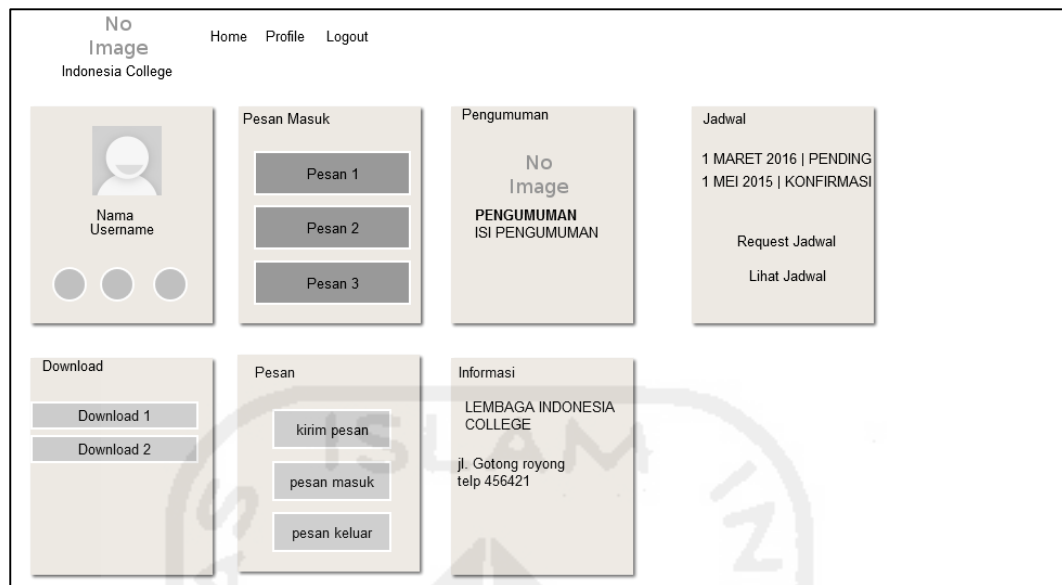 No
Image
Indonesia College
Home Profile Logout
Nama
Username
Pesan Masuk
Pesan 1
Pesan 2
Pesan 3
Pengumuman
No
Image
PENGUMUMAN
ISI PENGUMUMAN
Jadwal
1 MARET 2016 | PENDING
1 MEI 2015 | KONFIRMASI
Request Jadwal
Lihat Jadwal
Download
Download 1
Download 2
Pesan
kirim pesan
pesan masuk
pesan keluar
Informasi
LEMBAGA INDONESIA
COLLEGE
jl. Gotong royong
telp 456421
ISLAM